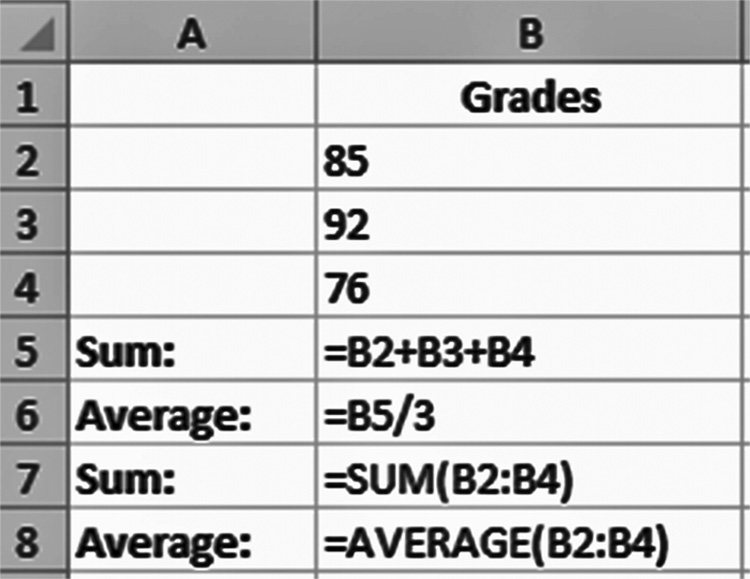 A B
1 Grades
2 85
3 92
4 76
5 Sum: =B2+B3+B4
6 Average: =B5/3
7 Sum: =SUM(B2:B4)
8 Average: =AVERAGE(B2:B4)